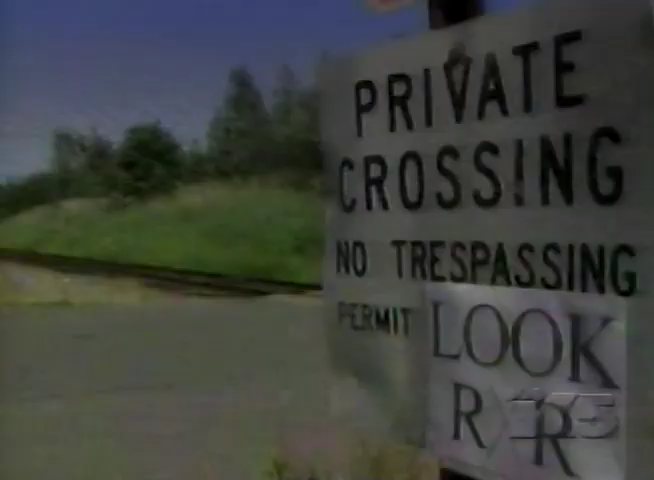 PRIVATE
CROSSING
NO TRESPASSING
PERMIT
LOOK
R R